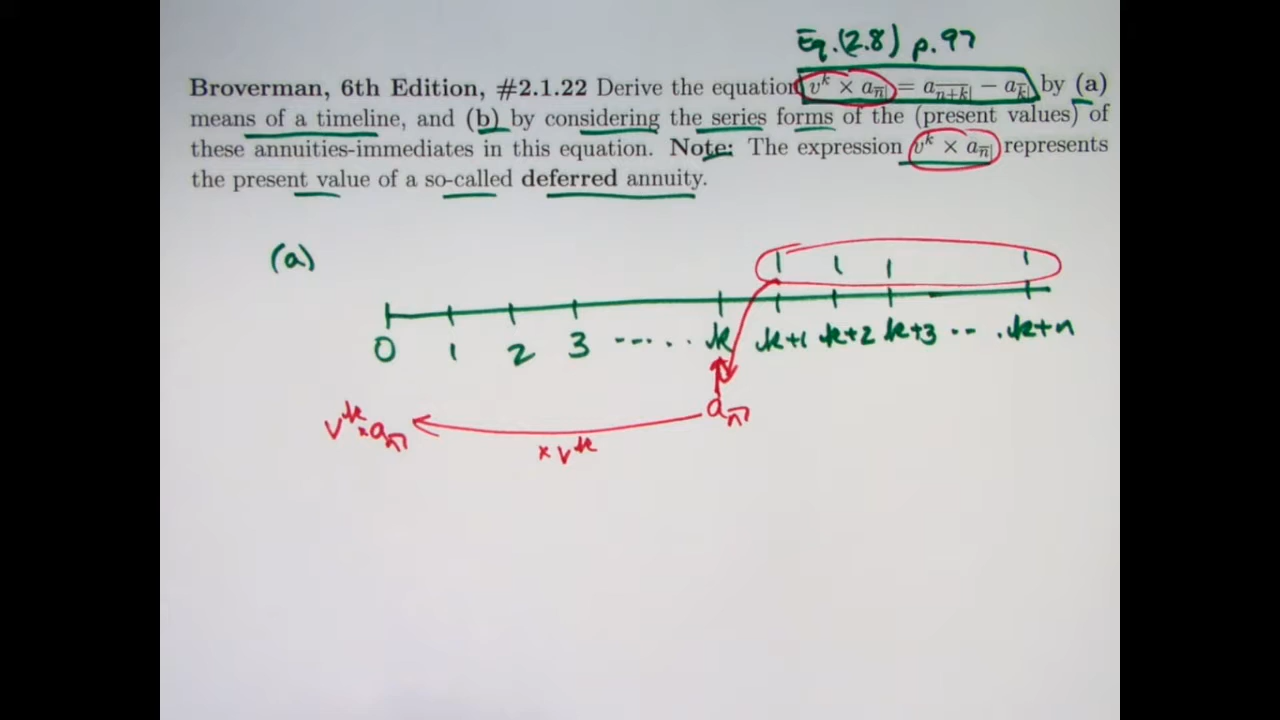 Eq.(2.8) p.97
Broverman, 6th Edition, #2.1.22 Derive the equation v^k × a_n̅| = a_n+k̅| − a_k̅| by (a)
means of a timeline, and (b) by considering the series forms of the (present values) of
these annuities-immediates in this equation. Note: The expression v^k × a_n̅| represents
the present value of a so-called deferred annuity.
(a)
1 1 1 1
0 1 2 3 ...... k k+1 k+2 k+3 ... k+n
a_n̅|
v^k × a_n̅|
× v^k